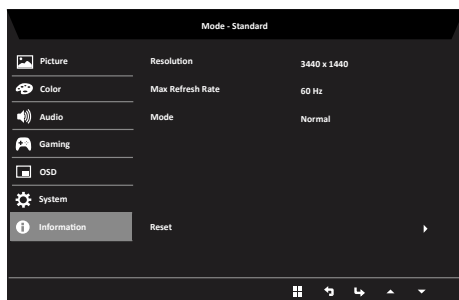 Mode - Standard
Picture
Resolution
3440 x 1440
Color
Max Refresh Rate
60 Hz
Audio
Mode
Normal
Gaming
OSD
System
Information
Reset